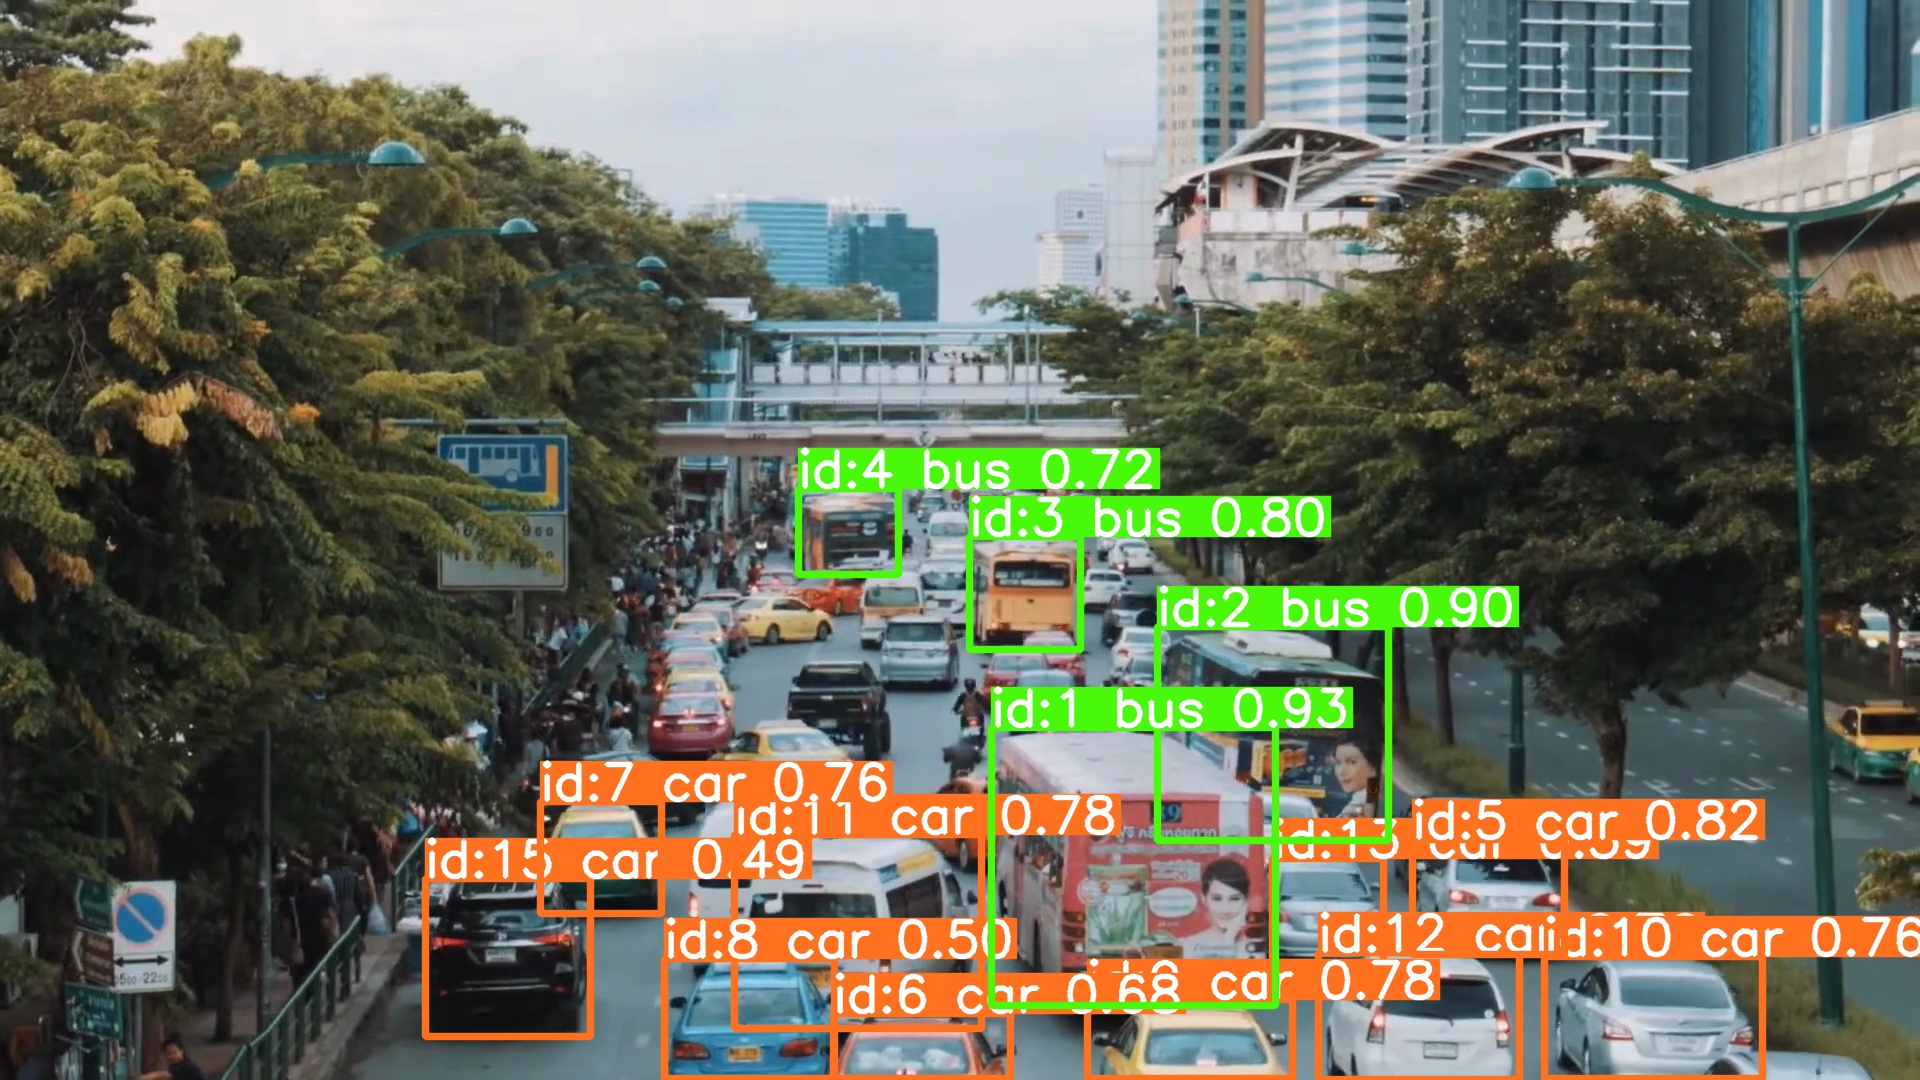 id:4 bus 0.72
id:3 bus 0.80
id:2 bus 0.90
id:1 bus 0.93
id:7 car 0.76
id:11 car 0.78
id:5 car 0.82
id:15 car 0.49
id:12
id:10 car 0.76
id:8 car 0.50
id:6 car 0.68
car 0.78